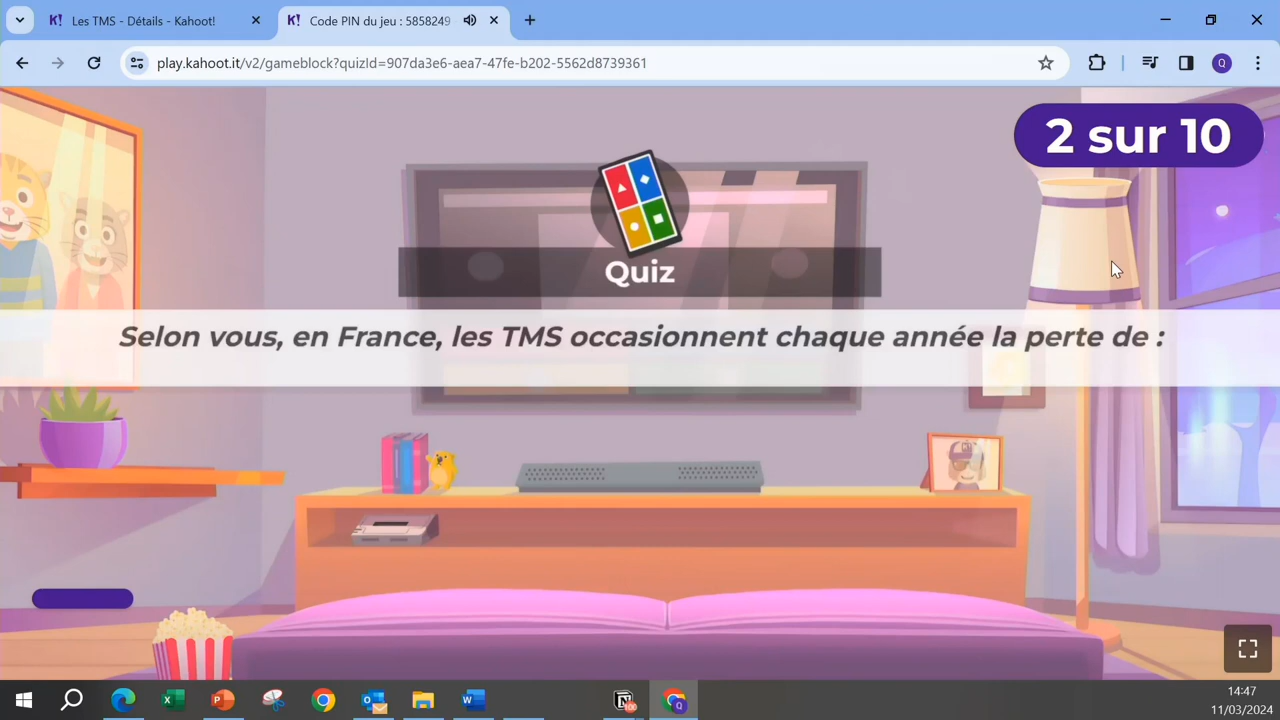 Les TMS - Détails - Kahoot!
Code PIN du jeu : 5858249
play.kahoot.it/v2/gameblock?quizId=907da3e6-aea7-47fe-b202-5562d8739361
Q
2 sur 10
Quiz
Selon vous, en France, les TMS occasionnent chaque année la perte de :
14:47
11/03/2024